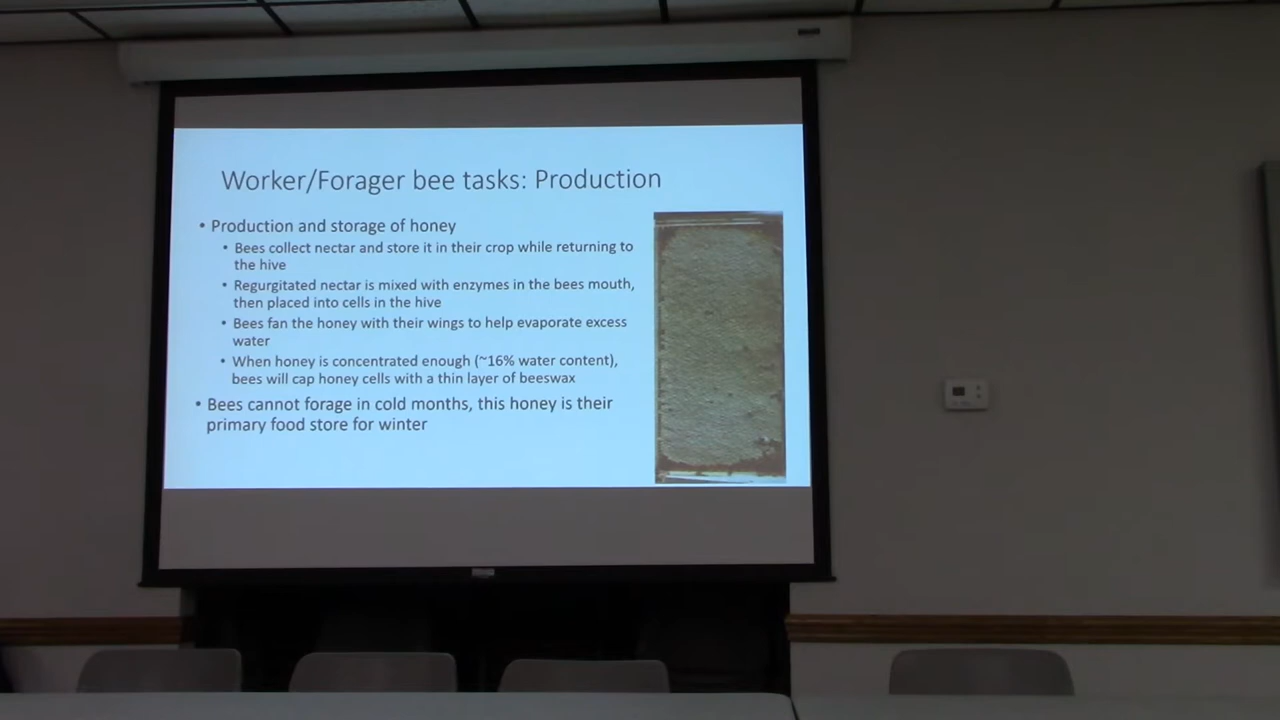 Worker/Forager bee tasks: Production
• Production and storage of honey
• Bees collect nectar and store it in their crop while returning to
the hive
• Regurgitated nectar is mixed with enzymes in the bees mouth,
then placed into cells in the hive
• Bees fan the honey with their wings to help evaporate excess
water
• When honey is concentrated enough (~16% water content),
bees will cap honey cells with a thin layer of beeswax
• Bees cannot forage in cold months, this honey is their
primary food store for winter